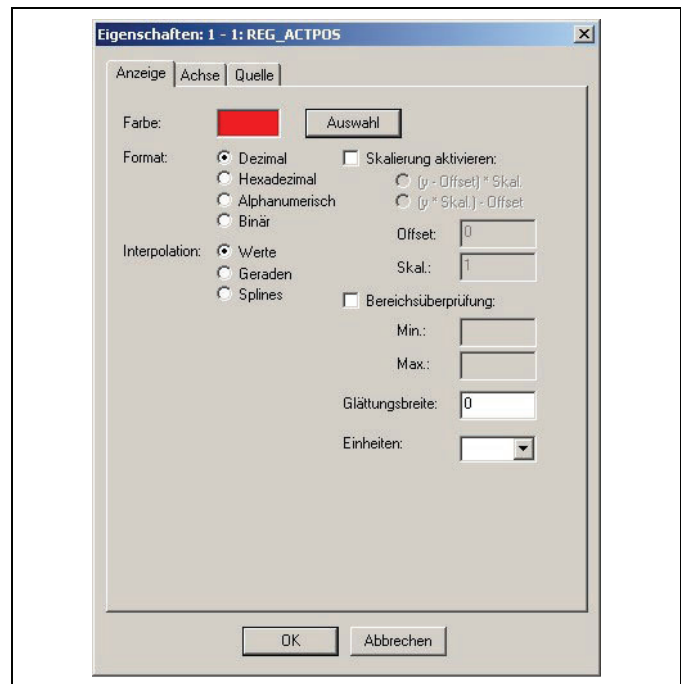 Eigenschaften: 1 - 1: REG_ACTPOS
Anzeige Achse Quelle
Farbe: Auswahl
Format: Dezimal
Hexadezimal
Alphanumerisch
Binär
Interpolation: Werte
Geraden
Splines
Skalierung aktivieren:
(y - Offset) * Skal.
(y * Skal.) - Offset
Offset: 0
Skal.: 1
Bereichsüberprüfung:
Min.:
Max.:
Glättungsbreite: 0
Einheiten:
OK Abbrechen